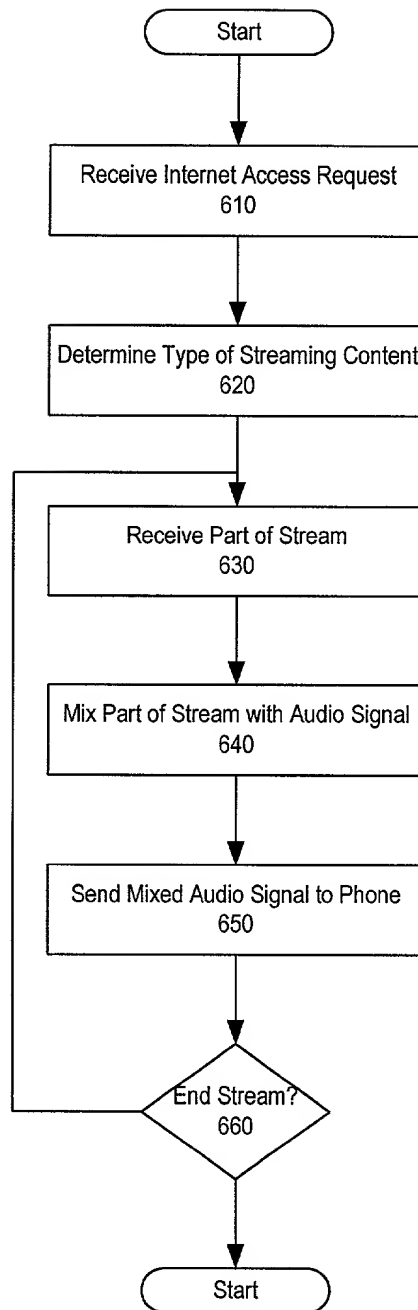 Start
Receive Internet Access Request
610
Determine Type of Streaming Content
620
Receive Part of Stream
630
Mix Part of Stream with Audio Signal
640
Send Mixed Audio Signal to Phone
650
End Stream?
660
Start